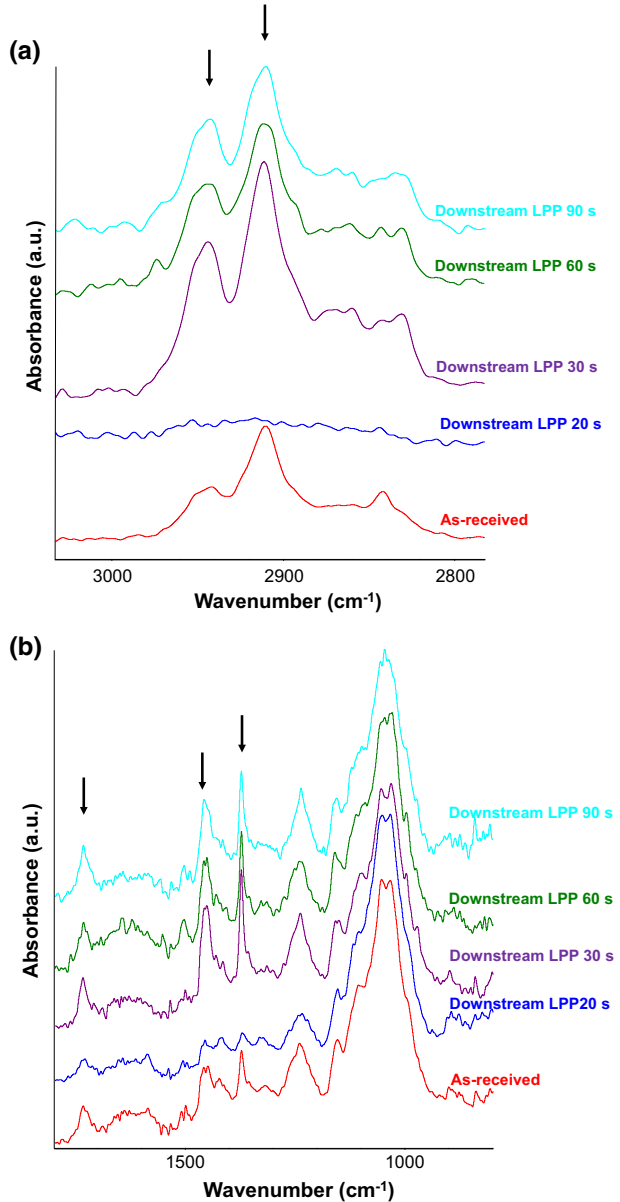 (a)
Absorbance (a.u.)
Downstream LPP 90 s
Downstream LPP 60 s
Downstream LPP 30 s
Downstream LPP 20 s
As-received
3000 2900 2800
Wavenumber (cm-1)
(b)
Absorbance (a.u.)
Downstream LPP 90 s
Downstream LPP 60 s
Downstream LPP 30 s
Downstream LPP20 s
As-received
1500 1000
Wavenumber (cm-1)